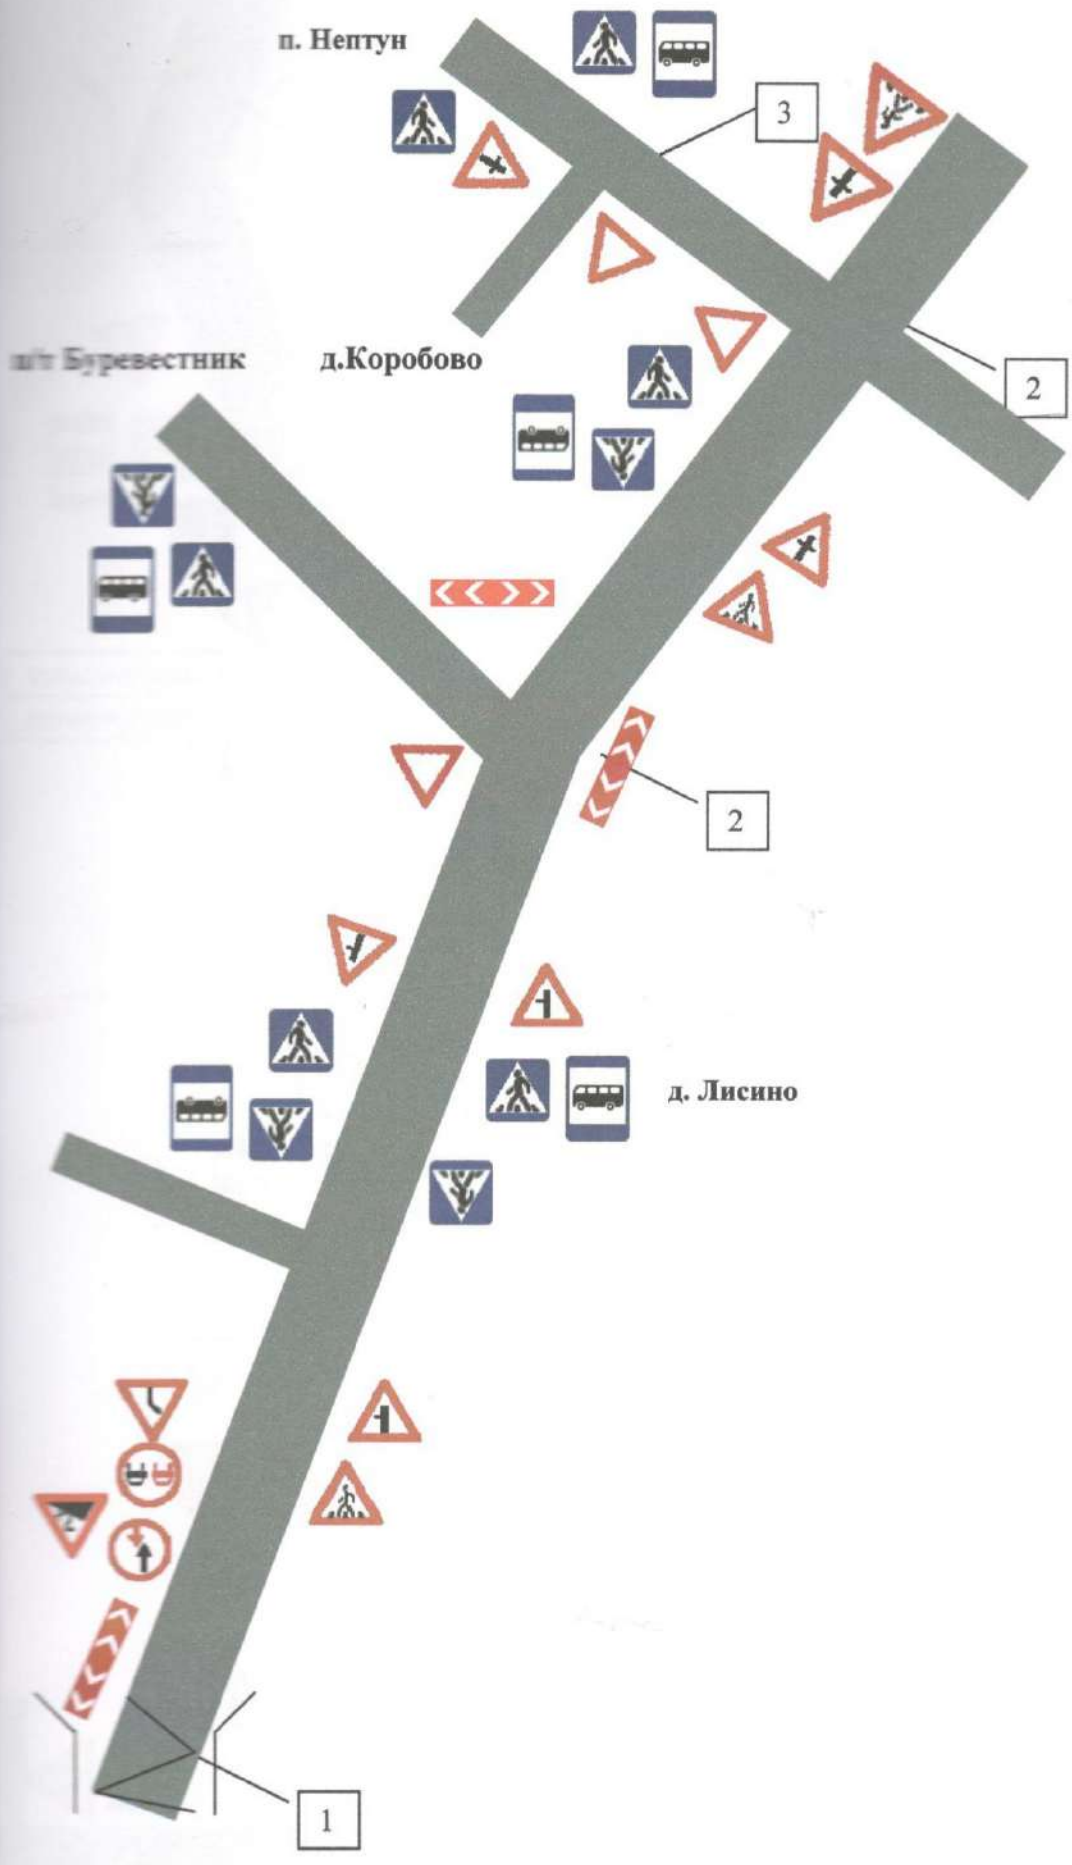 п. Нептун
3
п/т Буревестник
д.Коробово
2
2
д. Лисино
1